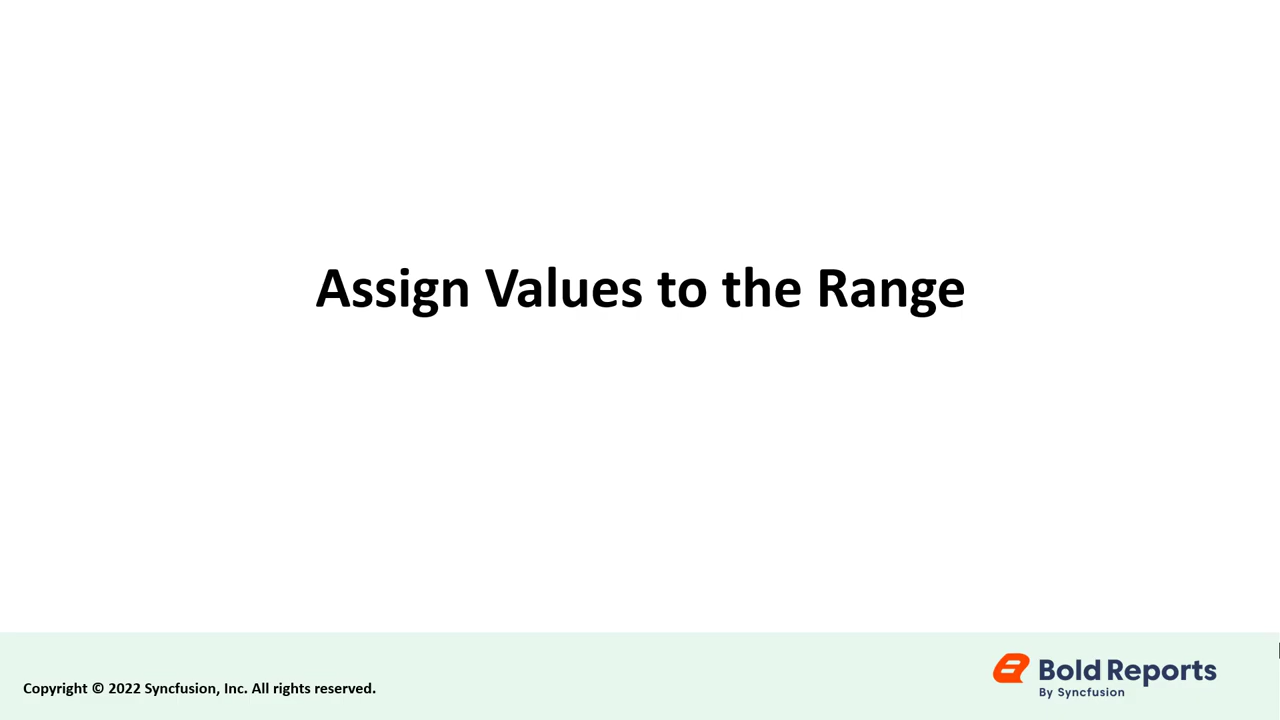 Assign Values to the Range
Copyright © 2022 Syncfusion, Inc. All rights reserved.
Bold Reports
By Syncfusion